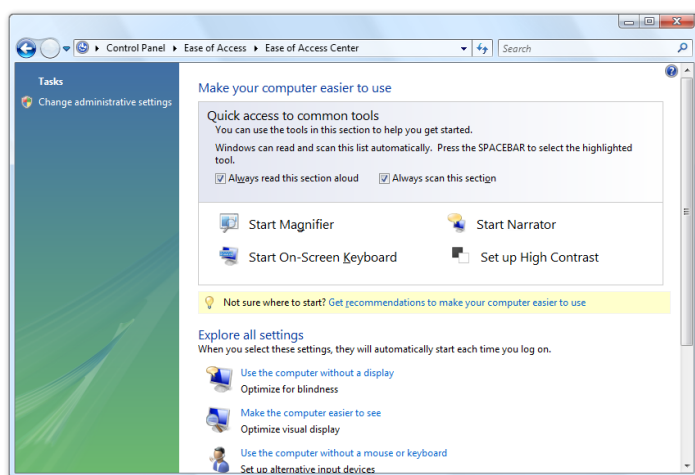 Control Panel ▸ Ease of Access ▸ Ease of Access Center
Search
Tasks
Change administrative settings
Make your computer easier to use
Quick access to common tools
You can use the tools in this section to help you get started.
Windows can read and scan this list automatically. Press the SPACEBAR to select the highlighted
tool.
Always read this section aloud
Always scan this section
Start Magnifier
Start Narrator
Start On-Screen Keyboard
Set up High Contrast
Not sure where to start? Get recommendations to make your computer easier to use
Explore all settings
When you select these settings, they will automatically start each time you log on.
Use the computer without a display
Optimize for blindness
Make the computer easier to see
Optimize visual display
Use the computer without a mouse or keyboard
Set up alternative input devices